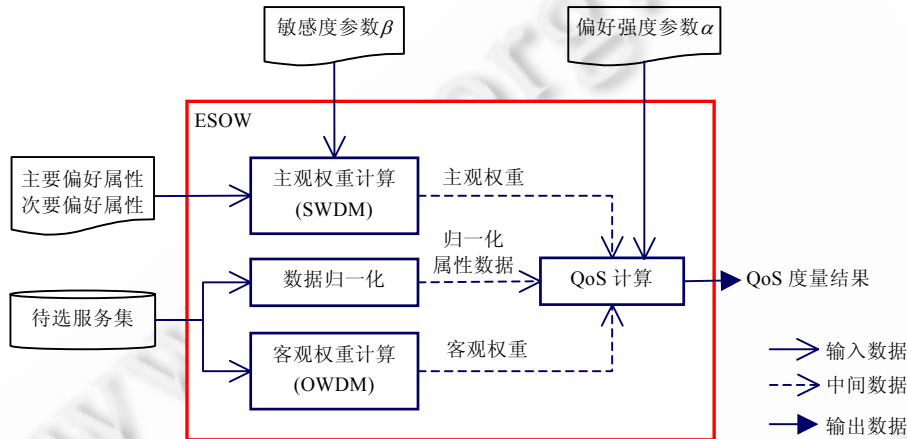 敏感度参数β
偏好强度参数α
ESOW
主要偏好属性
次要偏好属性
主观权重计算
(SWDM)
主观权重
归一化
属性数据
数据归一化
QoS 计算
QoS 度量结果
待选服务集
客观权重计算
(OWDM)
客观权重
输入数据
中间数据
输出数据